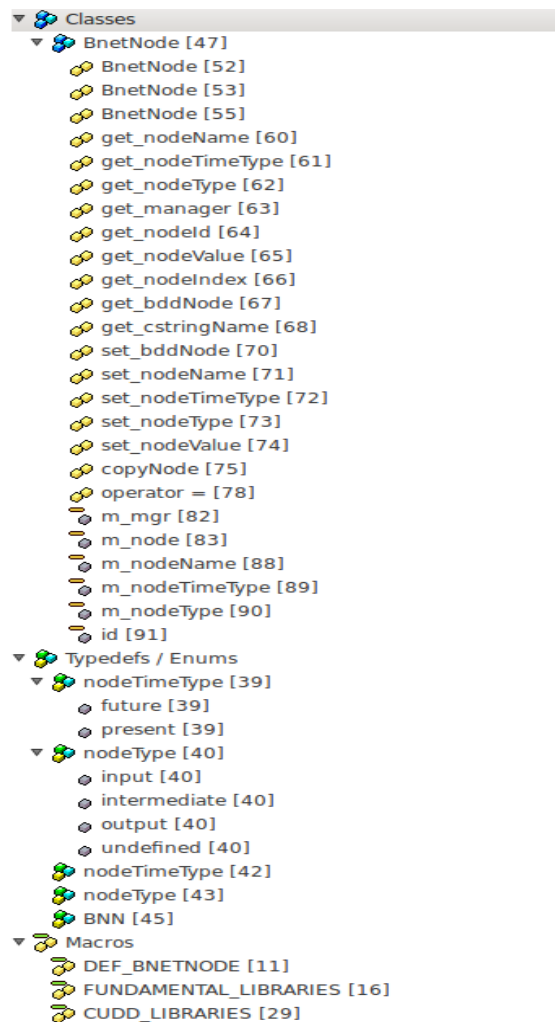 Classes
BnetNode [47]
BnetNode [52]
BnetNode [53]
BnetNode [55]
get_nodeName [60]
get_nodeTimeType [61]
get_nodeType [62]
get_manager [63]
get_nodeId [64]
get_nodeValue [65]
get_nodeIndex [66]
get_bddNode [67]
get_cstringName [68]
set_bddNode [70]
set_nodeName [71]
set_nodeTimeType [72]
set_nodeType [73]
set_nodeValue [74]
copyNode [75]
operator = [78]
m_mgr [82]
m_node [83]
m_nodeName [88]
m_nodeTimeType [89]
m_nodeType [90]
id [91]
Typedefs / Enums
nodeTimeType [39]
future [39]
present [39]
nodeType [40]
input [40]
intermediate [40]
output [40]
undefined [40]
nodeTimeType [42]
nodeType [43]
BNN [45]
Macros
DEF_BNETNODE [11]
FUNDAMENTAL_LIBRARIES [16]
CUDD_LIBRARIES [29]